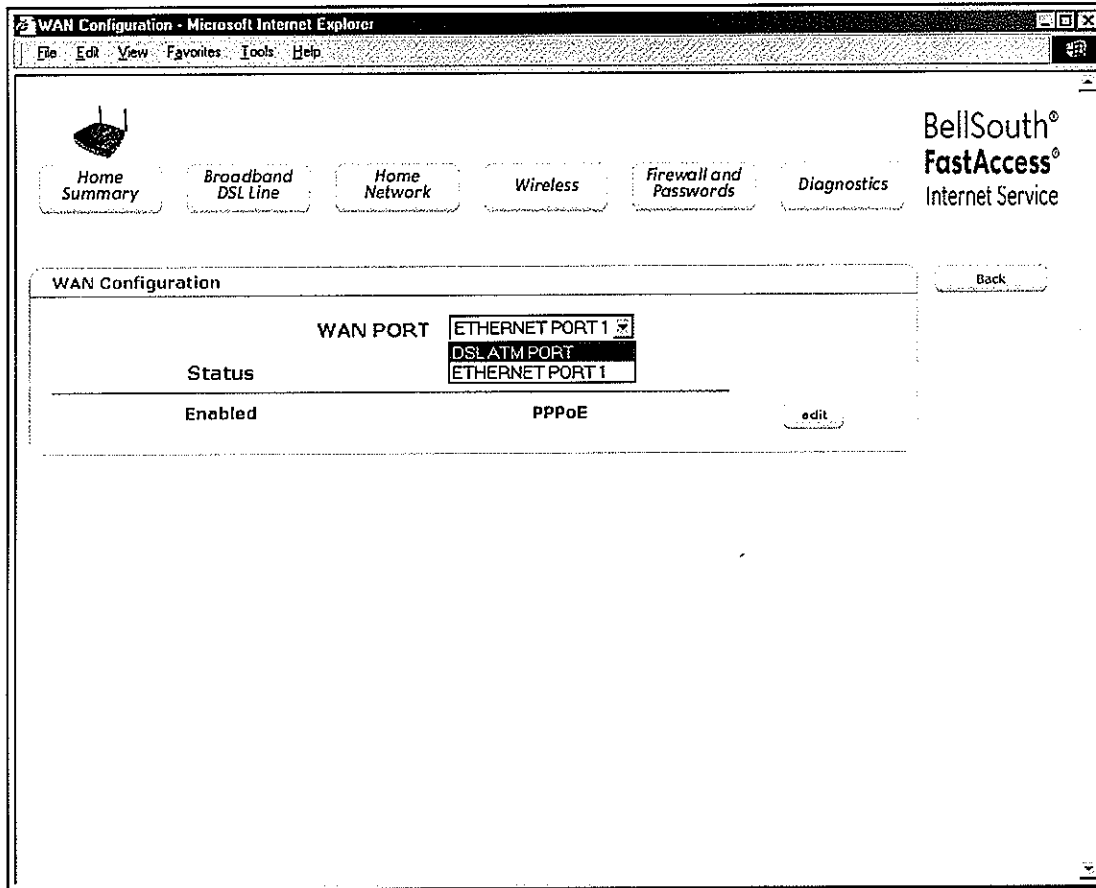 WAN Configuration - Microsoft Internet Explorer
File Edit View Favorites Tools Help
BellSouth®
FastAccess®
Internet Service
Home
Summary
Broadband
DSL Line
Home
Network
Wireless
Firewall and
Passwords
Diagnostics
WAN Configuration
Back
WAN PORT ETHERNET PORT 1
DSL ATM PORT
ETHERNET PORT 1
Status
Enabled PPPoE edit